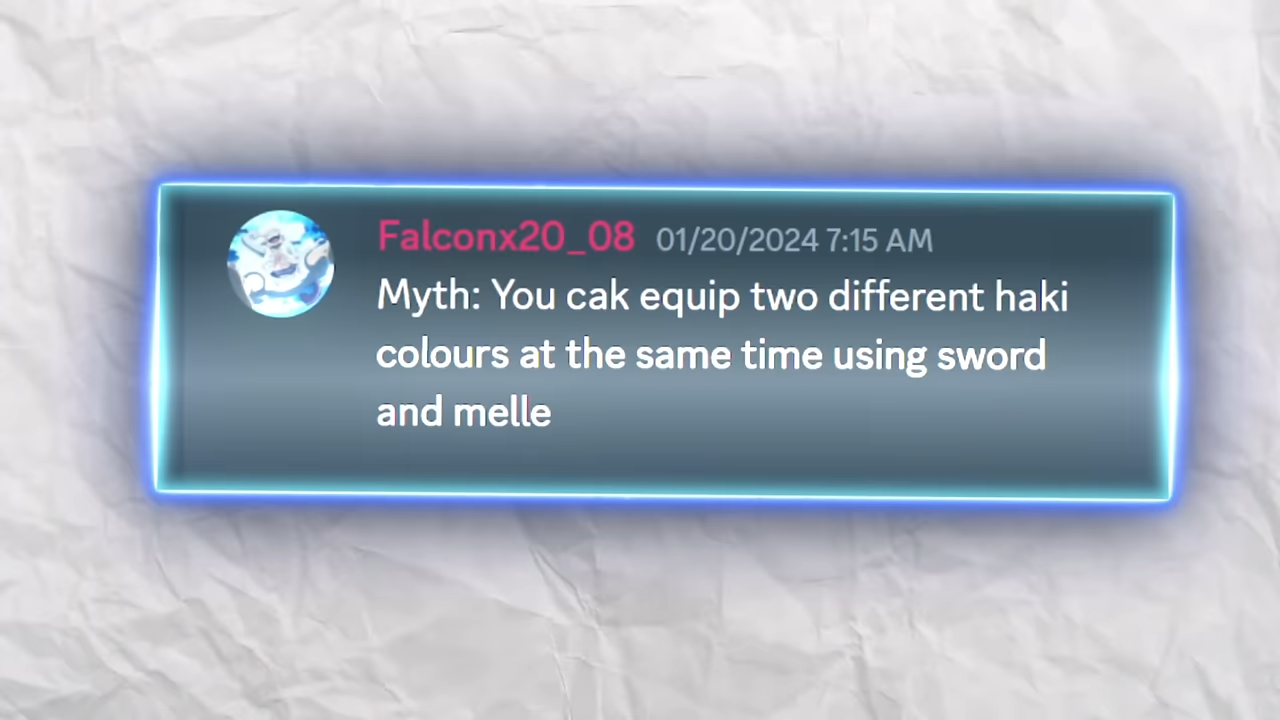 Falconx20_08 01/20/2024 7:15 AM
Myth: You cak equip two different haki
colours at the same time using sword
and melle